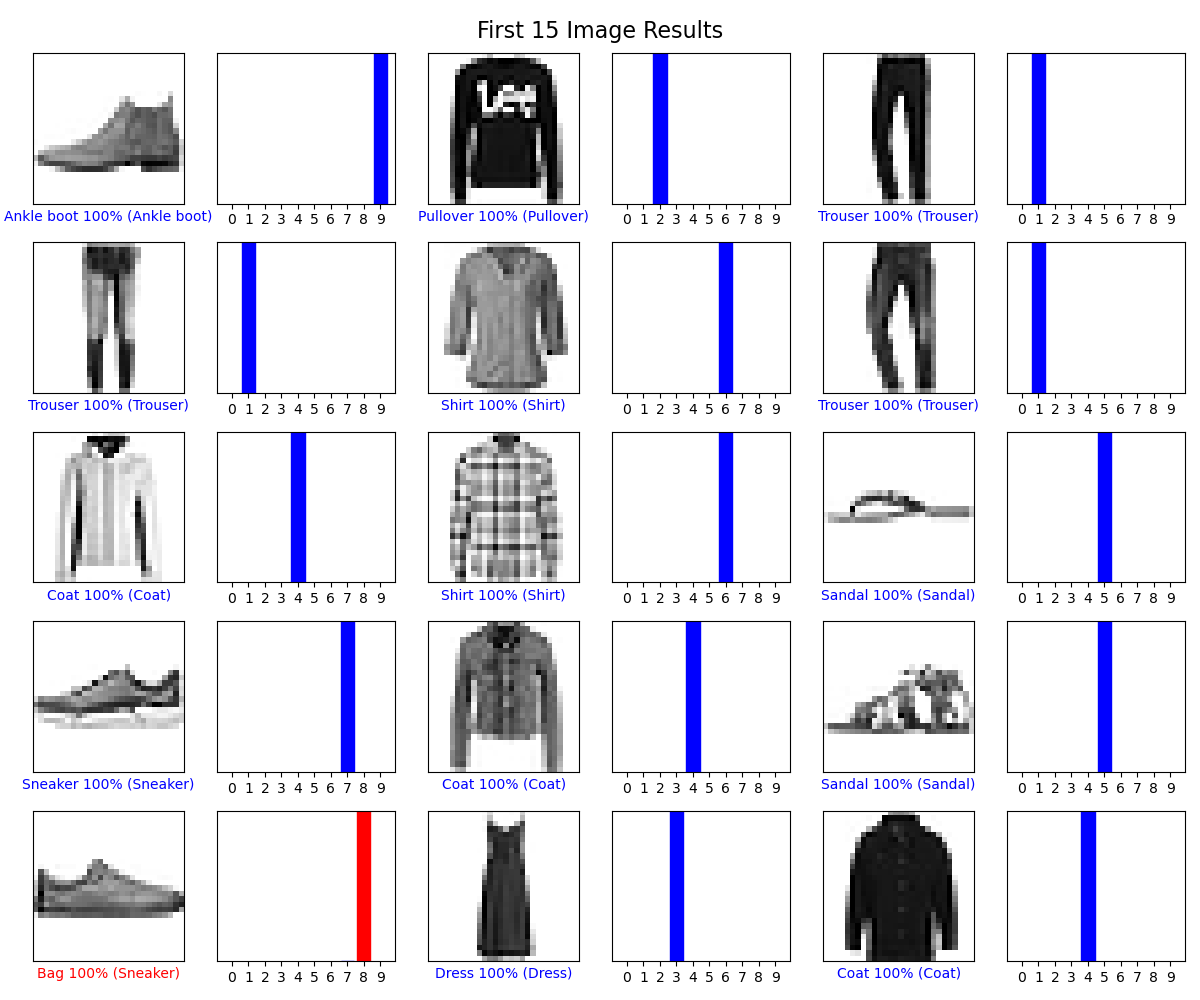 First 15 Image Results
Lee
Ankle boot 100% (Ankle boot)
0 1 2 3 4 5 6 7 8 9
Pullover 100% (Pullover)
0 1 2 3 4 5 6 7 8 9
Trouser 100% (Trouser)
0 1 2 3 4 5 6 7 8 9
Trouser 100% (Trouser)
0 1 2 3 4 5 6 7 8 9
Shirt 100% (Shirt)
0 1 2 3 4 5 6 7 8 9
Trouser 100% (Trouser)
0 1 2 3 4 5 6 7 8 9
Coat 100% (Coat)
0 1 2 3 4 5 6 7 8 9
Shirt 100% (Shirt)
0 1 2 3 4 5 6 7 8 9
Sandal 100% (Sandal)
0 1 2 3 4 5 6 7 8 9
Sneaker 100% (Sneaker)
0 1 2 3 4 5 6 7 8 9
Coat 100% (Coat)
0 1 2 3 4 5 6 7 8 9
Sandal 100% (Sandal)
0 1 2 3 4 5 6 7 8 9
Bag 100% (Sneaker)
0 1 2 3 4 5 6 7 8 9
Dress 100% (Dress)
0 1 2 3 4 5 6 7 8 9
Coat 100% (Coat)
0 1 2 3 4 5 6 7 8 9